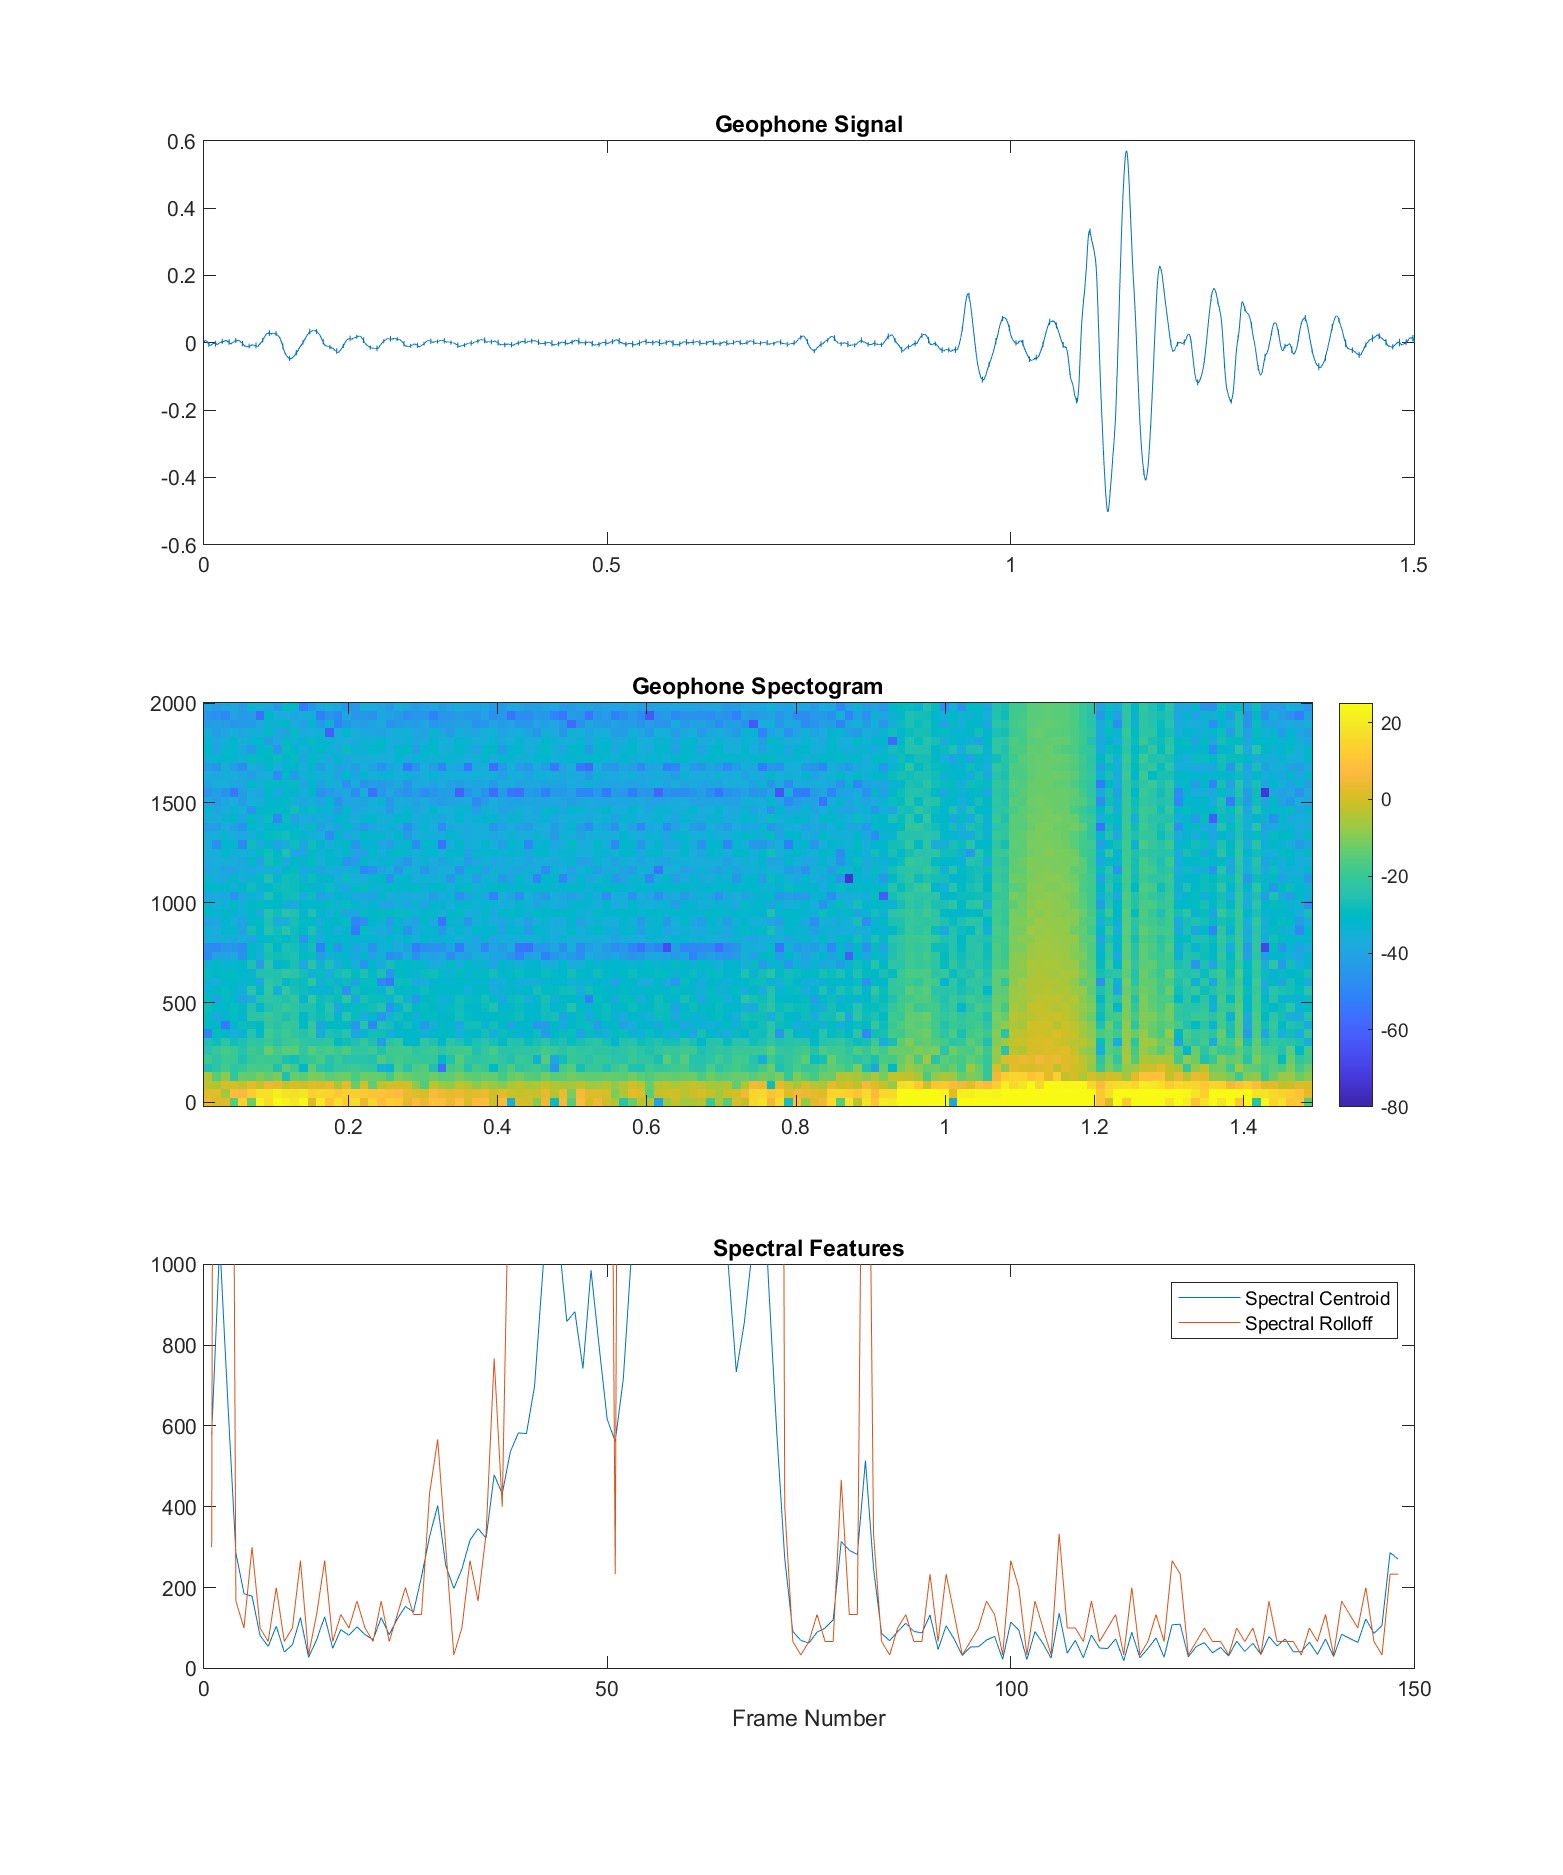 Geophone Signal
0.6
0.4
0.2
0
-0.2
-0.4
-0.6
0 0.5 1 1.5
Geophone Spectogram
2000
1500
1000
500
0
0.2 0.4 0.6 0.8 1 1.2 1.4
20
0
-20
-40
-60
-80
Spectral Features
1000
800
600
400
200
0
Spectral Centroid
Spectral Rolloff
0 50 100 150
Frame Number